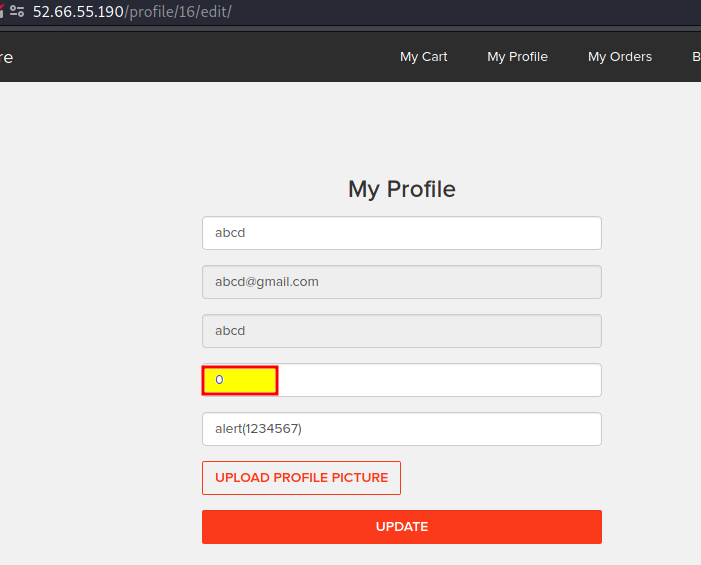 52.66.55.190/profile/16/edit/
re My Cart My Profile My Orders B
My Profile
abcd
abcd@gmail.com
abcd
0
alert(1234567)
UPLOAD PROFILE PICTURE
UPDATE